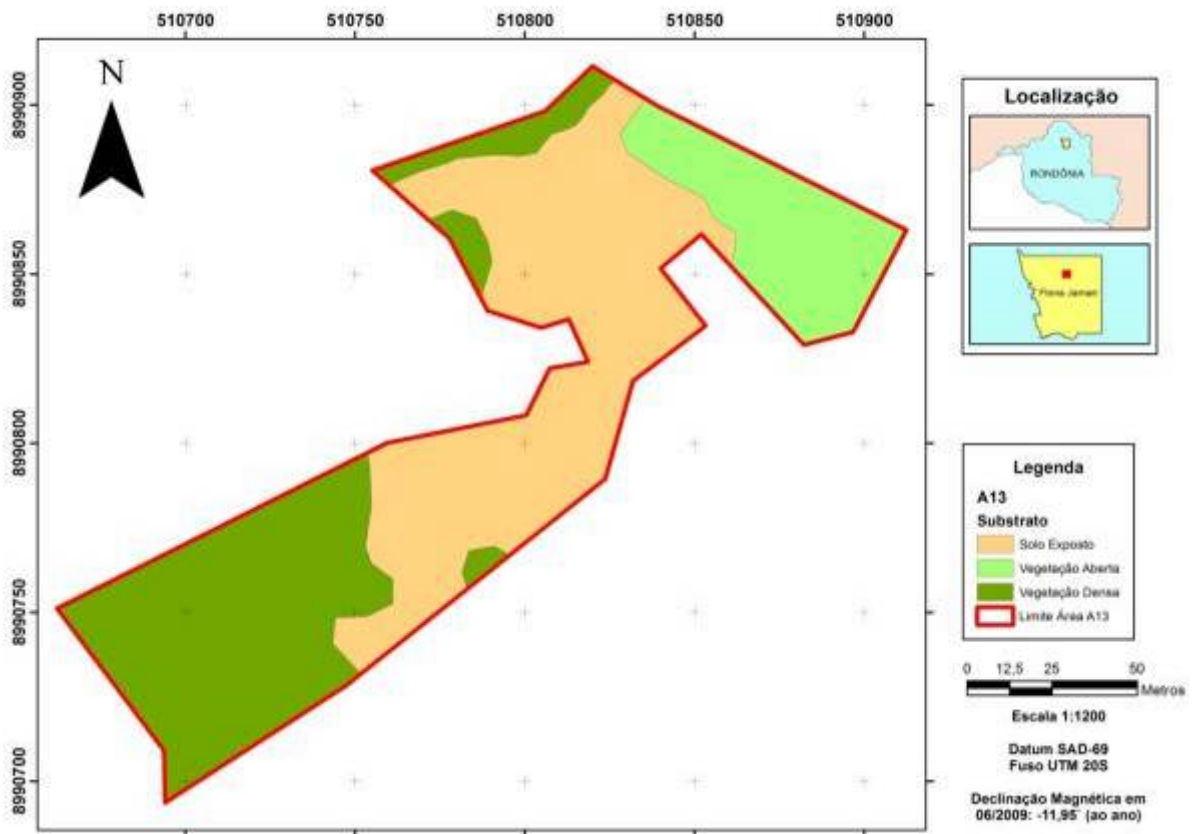 510700 510750 510800 510850 510900
N
8990900
8990850
8990800
8990750
8990700
Localização
RONDÔNIA
Flona Jamari
Legenda
A13
Substrato
Solo Exposto
Vegetação Aberta
Vegetação Densa
Limite Área A13
0 12,5 25 50
Metros
Escala 1:1200
Datum SAD-69
Fuso UTM 20S
Declinação Magnética em
06/2009: -11,95´ (ao ano)